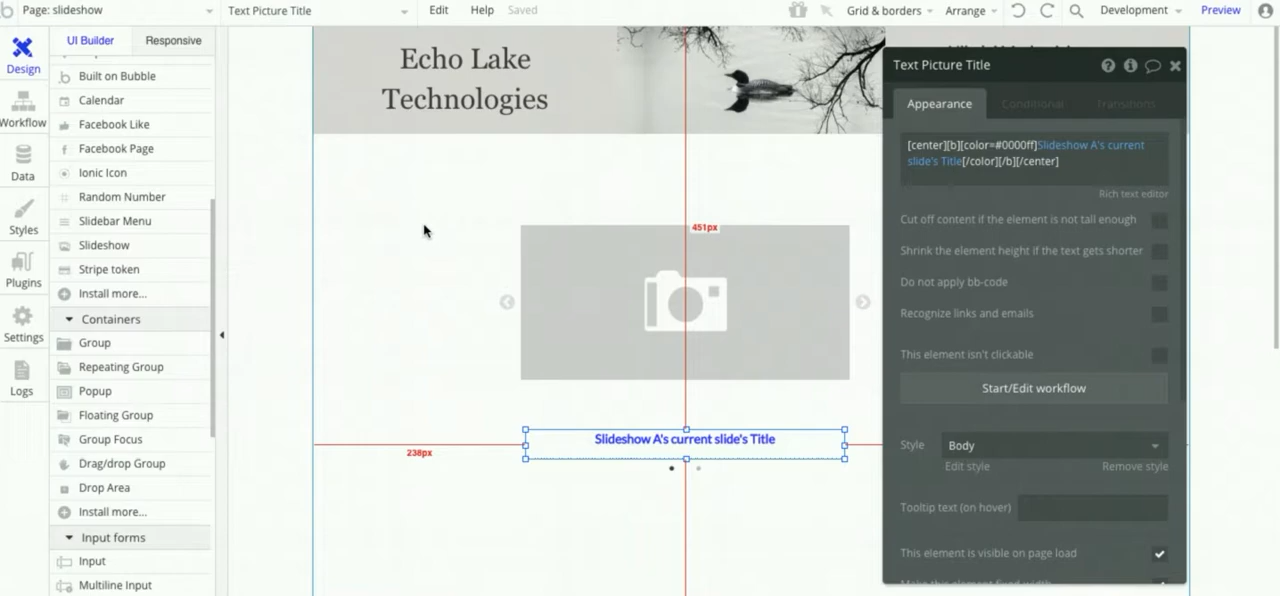 Page: slideshow
Text Picture Title
Edit
Help
Saved
Grid & borders
Arrange
Development
Preview
Design
Workflow
Data
Styles
Plugins
Settings
Logs
UI Builder
Responsive
Built on Bubble
Calendar
Facebook Like
Facebook Page
Ionic Icon
Random Number
Slidebar Menu
Slideshow
Stripe token
Install more...
Containers
Group
Repeating Group
Popup
Floating Group
Group Focus
Drag/drop Group
Drop Area
Install more...
Input forms
Input
Multiline Input
Echo Lake
Technologies
451px
238px
Slideshow A's current slide's Title
Text Picture Title
Appearance
Conditional
Transitions
[center][b][color=#0000ff]Slideshow A's current
slide's Title[/color][/b][/center]
Rich text editor
Cut off content if the element is not tall enough
Shrink the element height if the text gets shorter
Do not apply bb-code
Recognize links and emails
This element isn't clickable
Start/Edit workflow
Style
Body
Edit style
Remove style
Tooltip text (on hover)
This element is visible on page load
Make this element fixed-width